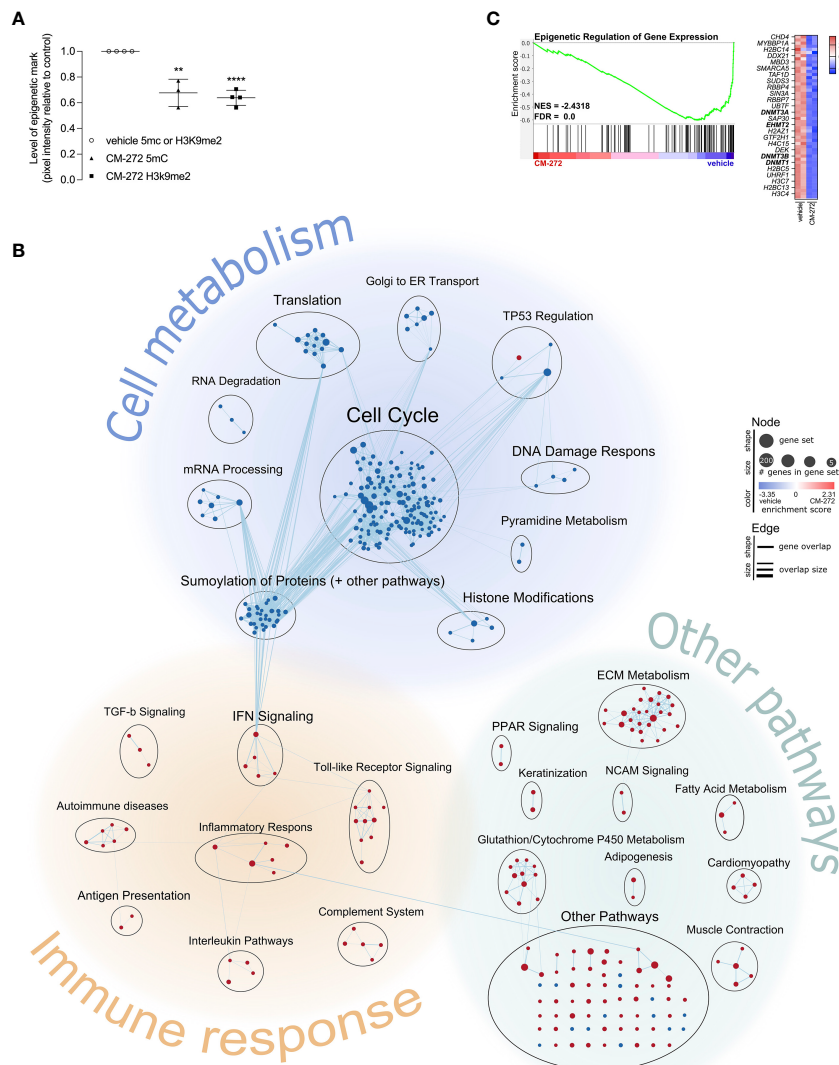 A
Level of epigenetic mark
(pixel intensity relative to control)
1.0
0.8
0.6
0.4
0.2
0.0
**
****
vehicle 5mc or H3K9me2
CM-272 5mC
CM-272 H3k9me2
C
Epigenetic Regulation of Gene Expression
Enrichment score
0.0
-0.1
-0.2
-0.3
-0.4
-0.5
-0.6
NES = -2.4318
FDR = 0.0
CM-272
vehicle
CHD4
MYBBP1A
H2BC14
DDX21
MBD3
SMARCA5
TAF1D
SUDS3
RBBP4
SIN3A
RBBP7
UBTF
DNMT3A
SAP30
EHMT2
H2AZ1
GTF2H1
H4C15
DEK
DNMT3B
DNMT1
H2BC5
UHRF1
H3C7
H2BC13
H3C4
vehicle
CM-272
B
Cell metabolism
Translation
Golgi to ER Transport
TP53 Regulation
RNA Degradation
Cell Cycle
mRNA Processing
DNA Damage Respons
Pyramidine Metabolism
Sumoylation of Proteins (+ other pathways)
Histone Modifications
Node
shape
gene set
size
200
5
# genes in gene set
color
-3.35
0
2.31
vehicle
CM-272
enrichment score
Edge
shape
gene overlap
size
overlap size
Immune response
TGF-b Signaling
IFN Signaling
Toll-like Receptor Signaling
Autoimmune diseases
Inflammatory Respons
Antigen Presentation
Interleukin Pathways
Complement System
Other pathways
ECM Metabolism
PPAR Signaling
Keratinization
NCAM Signaling
Fatty Acid Metabolism
Glutathion/Cytochrome P450 Metabolism
Adipogenesis
Cardiomyopathy
Other Pathways
Muscle Contraction